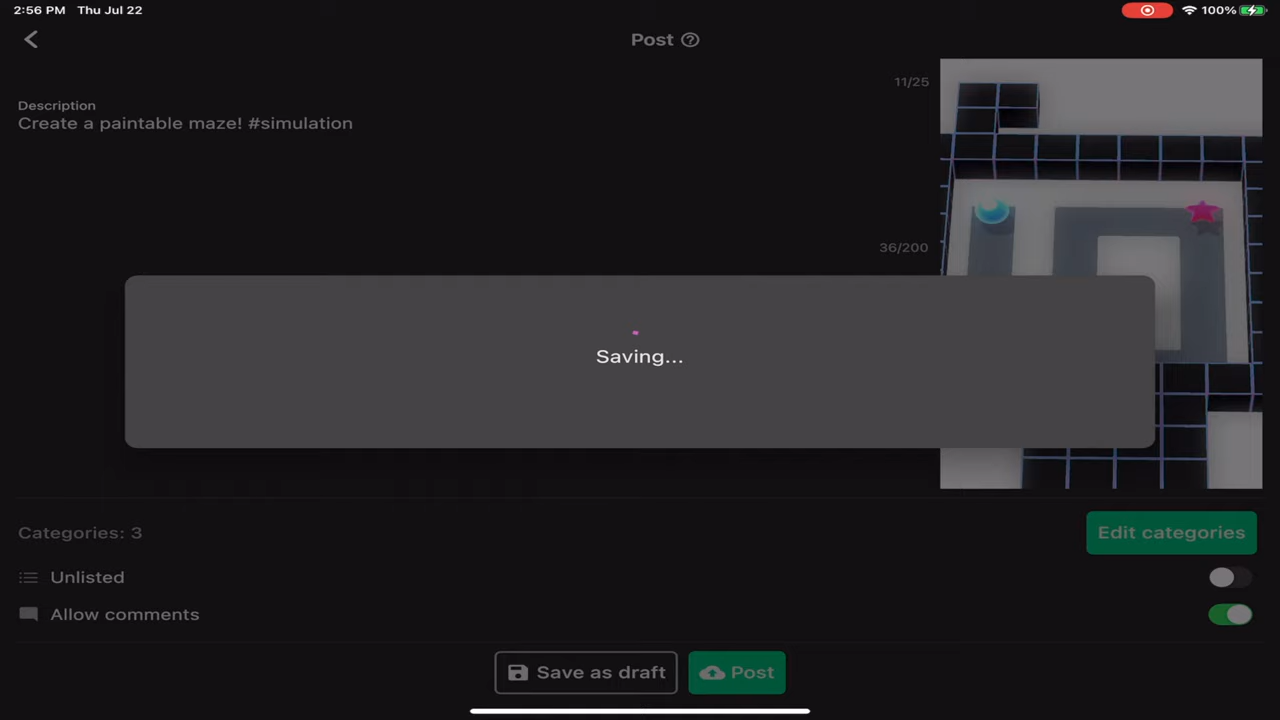 2:56 PM Thu Jul 22
100%
Post
11/25
Description
Create a paintable maze! #simulation
36/200
Saving...
Categories: 3
Edit categories
Unlisted
Allow comments
Save as draft
Post